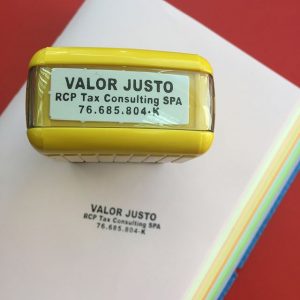 VALOR JUSTO
RCP Tax Consulting SPA
76.685.804-K
VALOR JUSTO
RCP Tax Consulting SPA
76.685.804-K